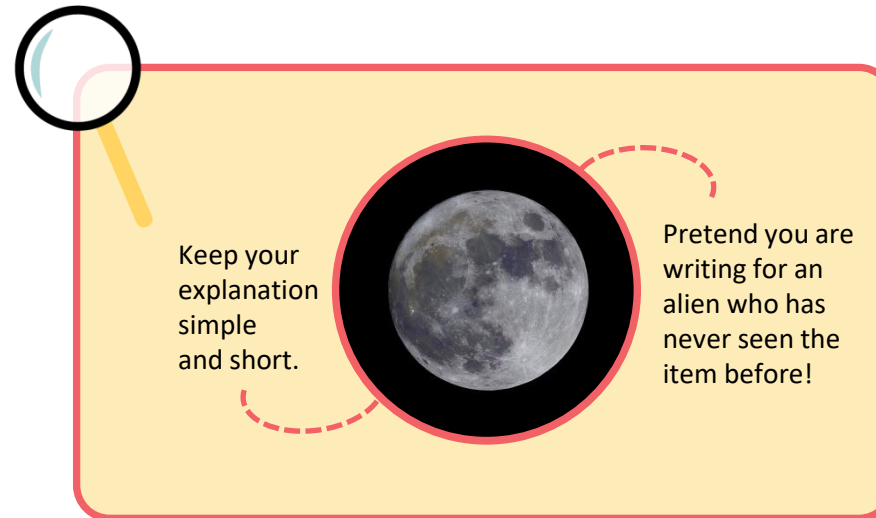 Keep your
explanation
simple
and short.
Pretend you are
writing for an
alien who has
never seen the
item before!